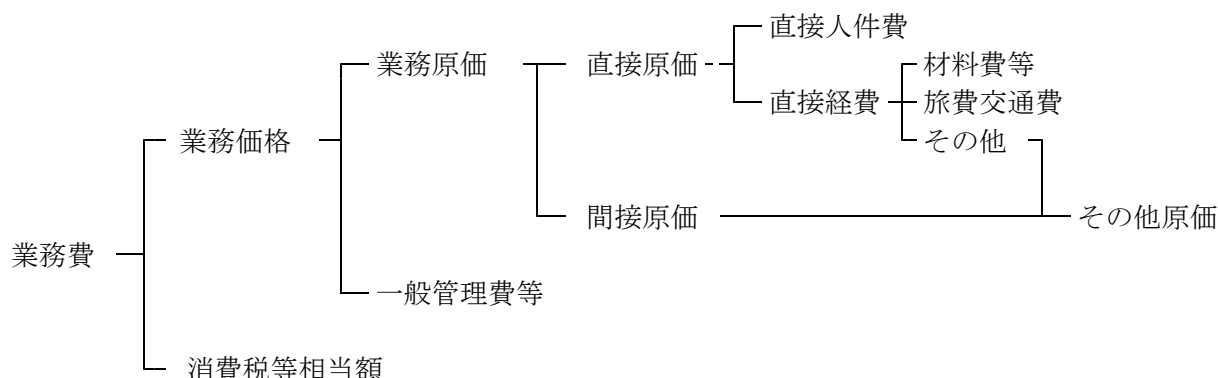 直接人件費
業務原価 直接原価 材料費等
直接経費 旅費交通費
業務価格 その他
間接原価 その他原価
業務費
一般管理費等
消費税等相当額